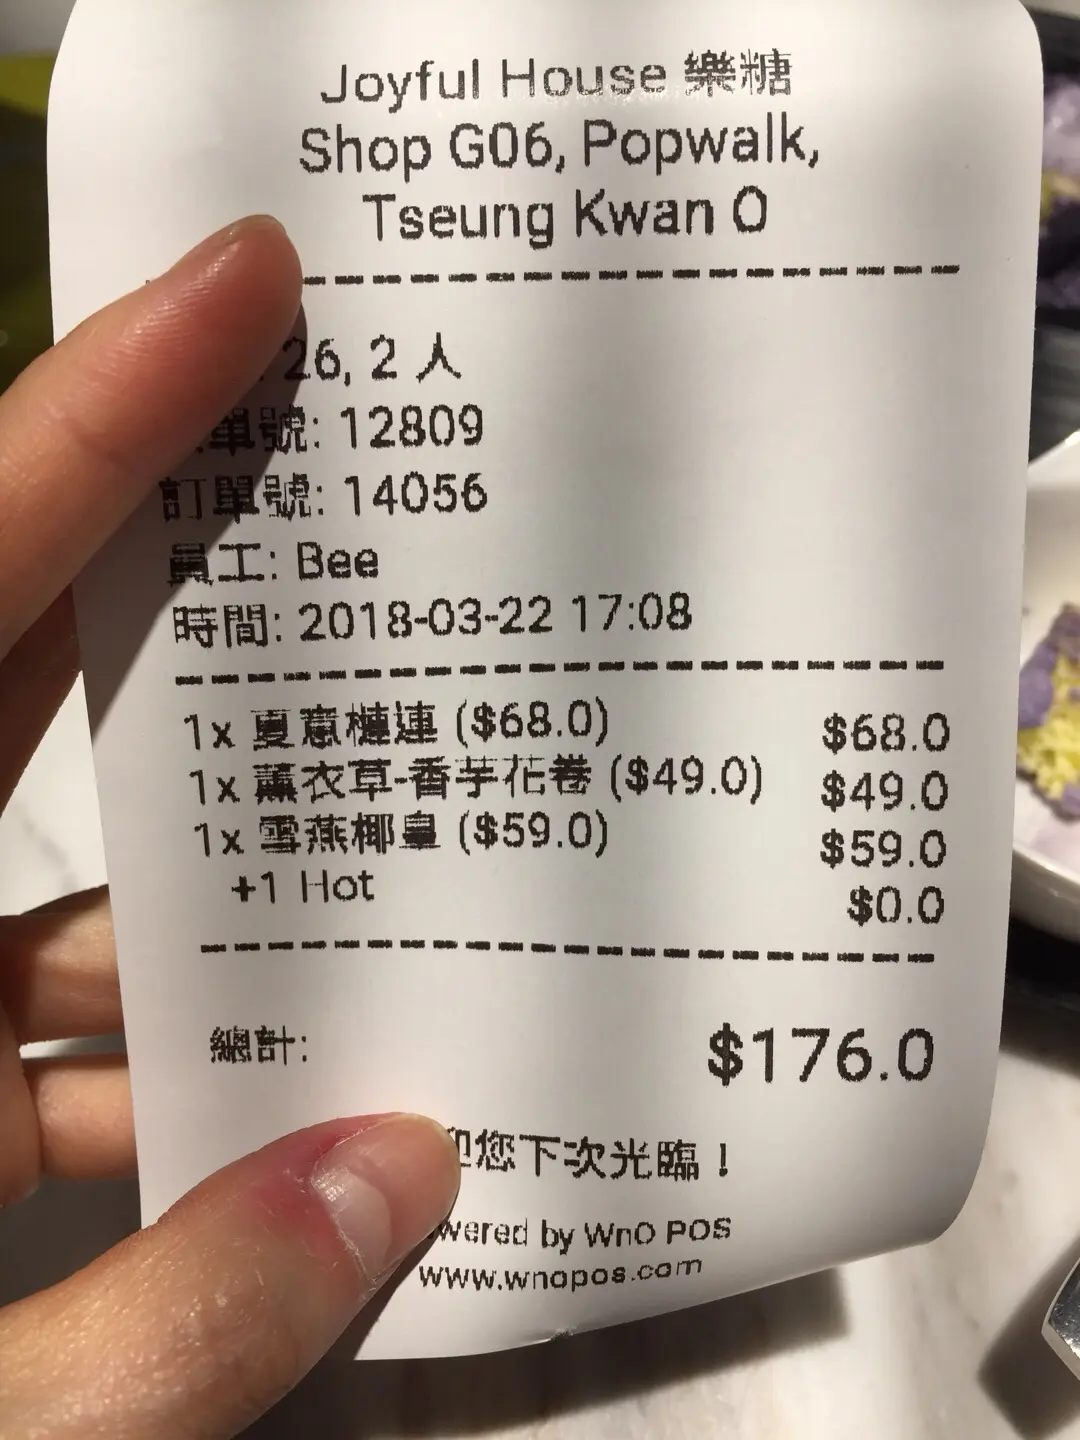 Joyful House 樂糖
Shop G06, Popwalk,
Tseung Kwan O
26, 2 人
單號: 12809
訂單號: 14056
員工: Bee
時間: 2018-03-22 17:08
1x 夏意槤連 ($68.0) $68.0
1x 薰衣草-香芋花卷 ($49.0) $49.0
1x 雪燕椰皇 ($59.0) $59.0
+1 Hot $0.0
總計: $176.0
迎您下次光臨！
wered by WnO POS
www.wnopos.com